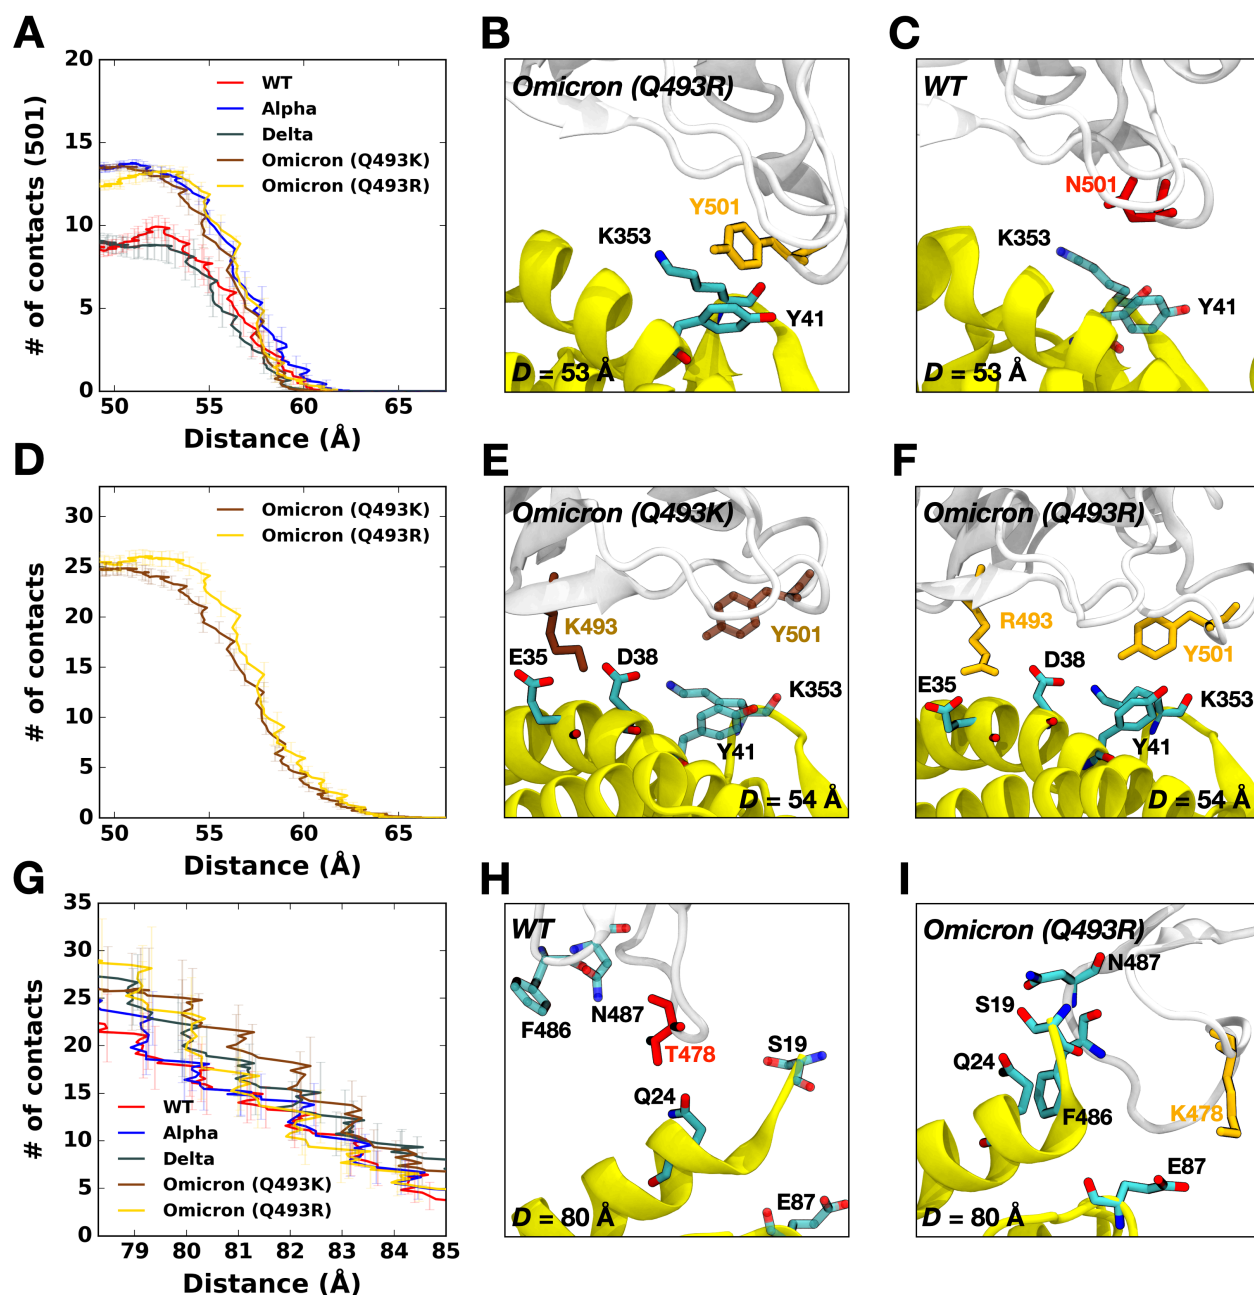 A
# of contacts (501)
20
15
10
5
0
50 55 60 65
Distance (Å)
WT
Alpha
Delta
Omicron (Q493K)
Omicron (Q493R)
B
Omicron (Q493R)
Y501
K353
Y41
D = 53 Å
C
WT
N501
K353
Y41
D = 53 Å
D
# of contacts
30
25
20
15
10
5
0
50 55 60 65
Distance (Å)
Omicron (Q493K)
Omicron (Q493R)
E
Omicron (Q493K)
K493
Y501
E35
D38
K353
Y41
D = 54 Å
F
Omicron (Q493R)
R493
Y501
D38
E35
K353
Y41
D = 54 Å
G
# of contacts
35
30
25
20
15
10
5
0
79 80 81 82 83 84 85
Distance (Å)
WT
Alpha
Delta
Omicron (Q493K)
Omicron (Q493R)
H
WT
F486
N487
T478
S19
Q24
E87
D = 80 Å
I
Omicron (Q493R)
N487
S19
Q24
F486
K478
E87
D = 80 Å